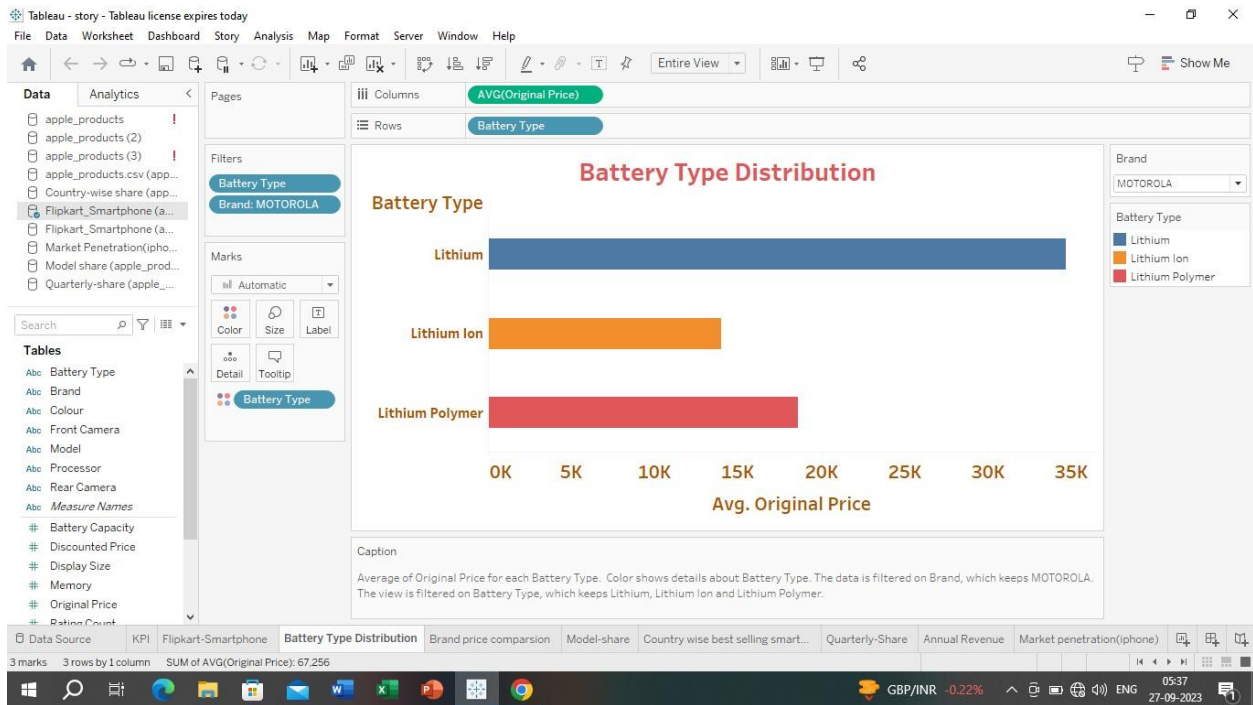 Tableau - story - Tableau license expires today
File Data Worksheet Dashboard Story Analysis Map Format Server Window Help
Entire View
Show Me
Data Analytics
apple_products
apple_products (2)
apple_products (3)
apple_products.csv (app...
Country-wise share (app...
Flipkart_Smartphone (a...
Flipkart_Smartphone (a...
Market Penetration(ipho...
Model share (apple_prod...
Quarterly-share (apple_...
Search
Tables
Abc Battery Type
Abc Brand
Abc Colour
Abc Front Camera
Abc Model
Abc Processor
Abc Rear Camera
Abc Measure Names
# Battery Capacity
# Discounted Price
# Display Size
# Memory
# Original Price
# Rating Count
Pages
Filters
Battery Type
Brand: MOTOROLA
Marks
Automatic
Color Size Label
Detail Tooltip
Battery Type
Columns AVG(Original Price)
Rows Battery Type
Battery Type Distribution
Battery Type
Lithium
Lithium Ion
Lithium Polymer
0K 5K 10K 15K 20K 25K 30K 35K
Avg. Original Price
Caption
Average of Original Price for each Battery Type. Color shows details about Battery Type. The data is filtered on Brand, which keeps MOTOROLA.
The view is filtered on Battery Type, which keeps Lithium, Lithium Ion and Lithium Polymer.
Brand
MOTOROLA
Battery Type
Lithium
Lithium Ion
Lithium Polymer
Data Source KPI Flipkart-Smartphone Battery Type Distribution Brand price comparsion Model-share Country wise best selling smart... Quarterly-Share Annual Revenue Market penetration(iphone)
3 marks 3 rows by 1 column SUM of AVG(Original Price): 67,256
GBP/INR -0.22% ENG
05:37
27-09-2023